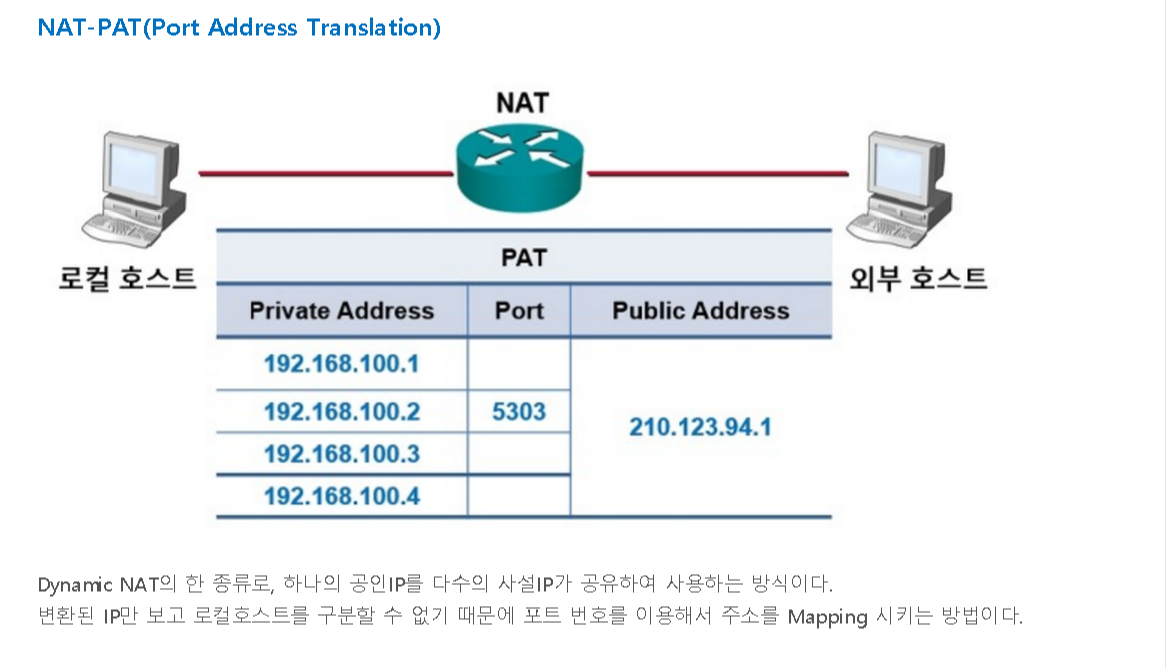 NAT-PAT(Port Address Translation)
NAT
로컬 호스트
외부 호스트
PAT
Private Address Port Public Address
192.168.100.1
192.168.100.2 5303
210.123.94.1
192.168.100.3
192.168.100.4
Dynamic NAT의 한 종류로, 하나의 공인IP를 다수의 사설IP가 공유하여 사용하는 방식이다.
변환된 IP만 보고 로컬호스트를 구분할 수 없기 때문에 포트 번호를 이용해서 주소를 Mapping 시키는 방법이다.